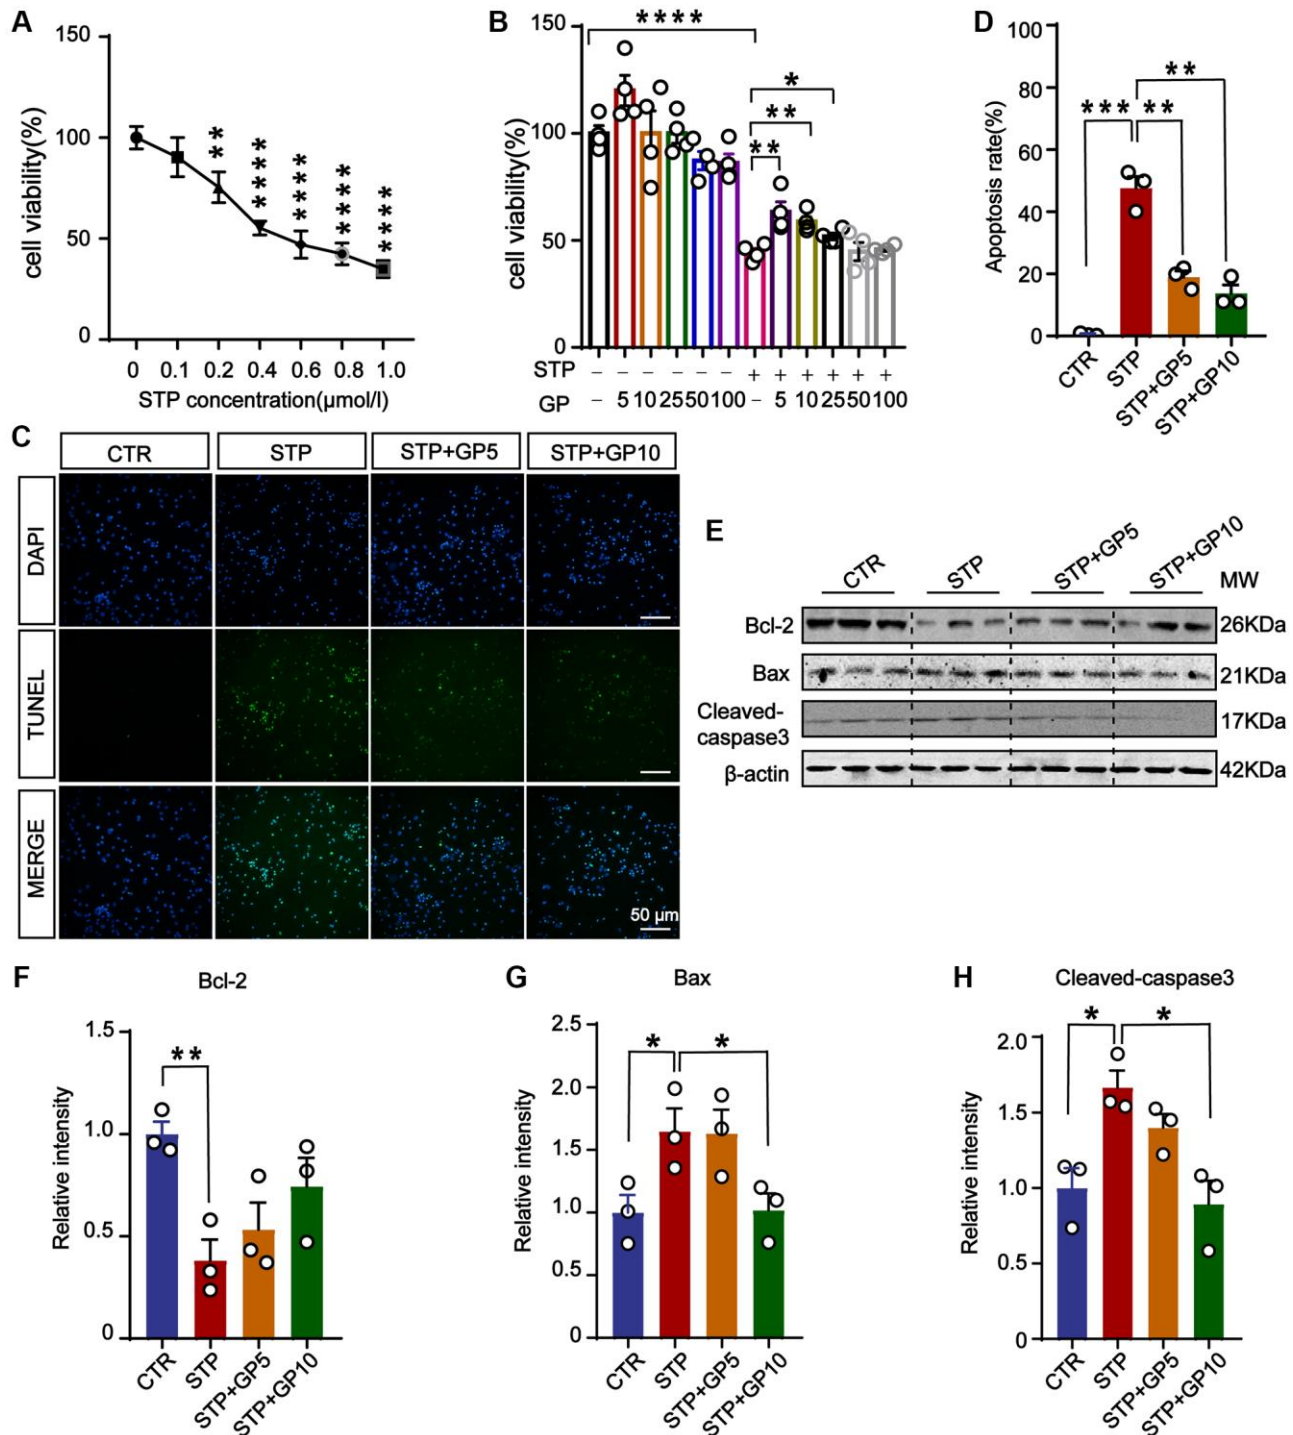 A
150
100
50
0
cell viability(%)
**
****
****
****
****
0 0.1 0.2 0.4 0.6 0.8 1.0
STP concentration(μmol/l)
B
150
100
50
0
cell viability(%)
****
*
**
**
STP – – – – – – + + + + + +
GP – 5 10 25 50 100 – 5 10 25 50 100
D
100
80
60
40
20
0
Apoptosis rate(%)
**
*** **
CTR STP STP+GP5 STP+GP10
C
CTR STP STP+GP5 STP+GP10
DAPI
TUNEL
MERGE
50 μm
E
CTR STP STP+GP5 STP+GP10 MW
Bcl-2 26KDa
Bax 21KDa
Cleaved-
caspase3 17KDa
β-actin 42KDa
F
Bcl-2
1.5
1.0
0.5
0
Relative intensity
**
CTR STP STP+GP5 STP+GP10
G
Bax
2.5
2.0
1.5
1.0
0.5
0
Relative intensity
* *
CTR STP STP+GP5 STP+GP10
H
Cleaved-caspase3
2.0
1.5
1.0
0.5
0
Relative intensity
* *
CTR STP STP+GP5 STP+GP10